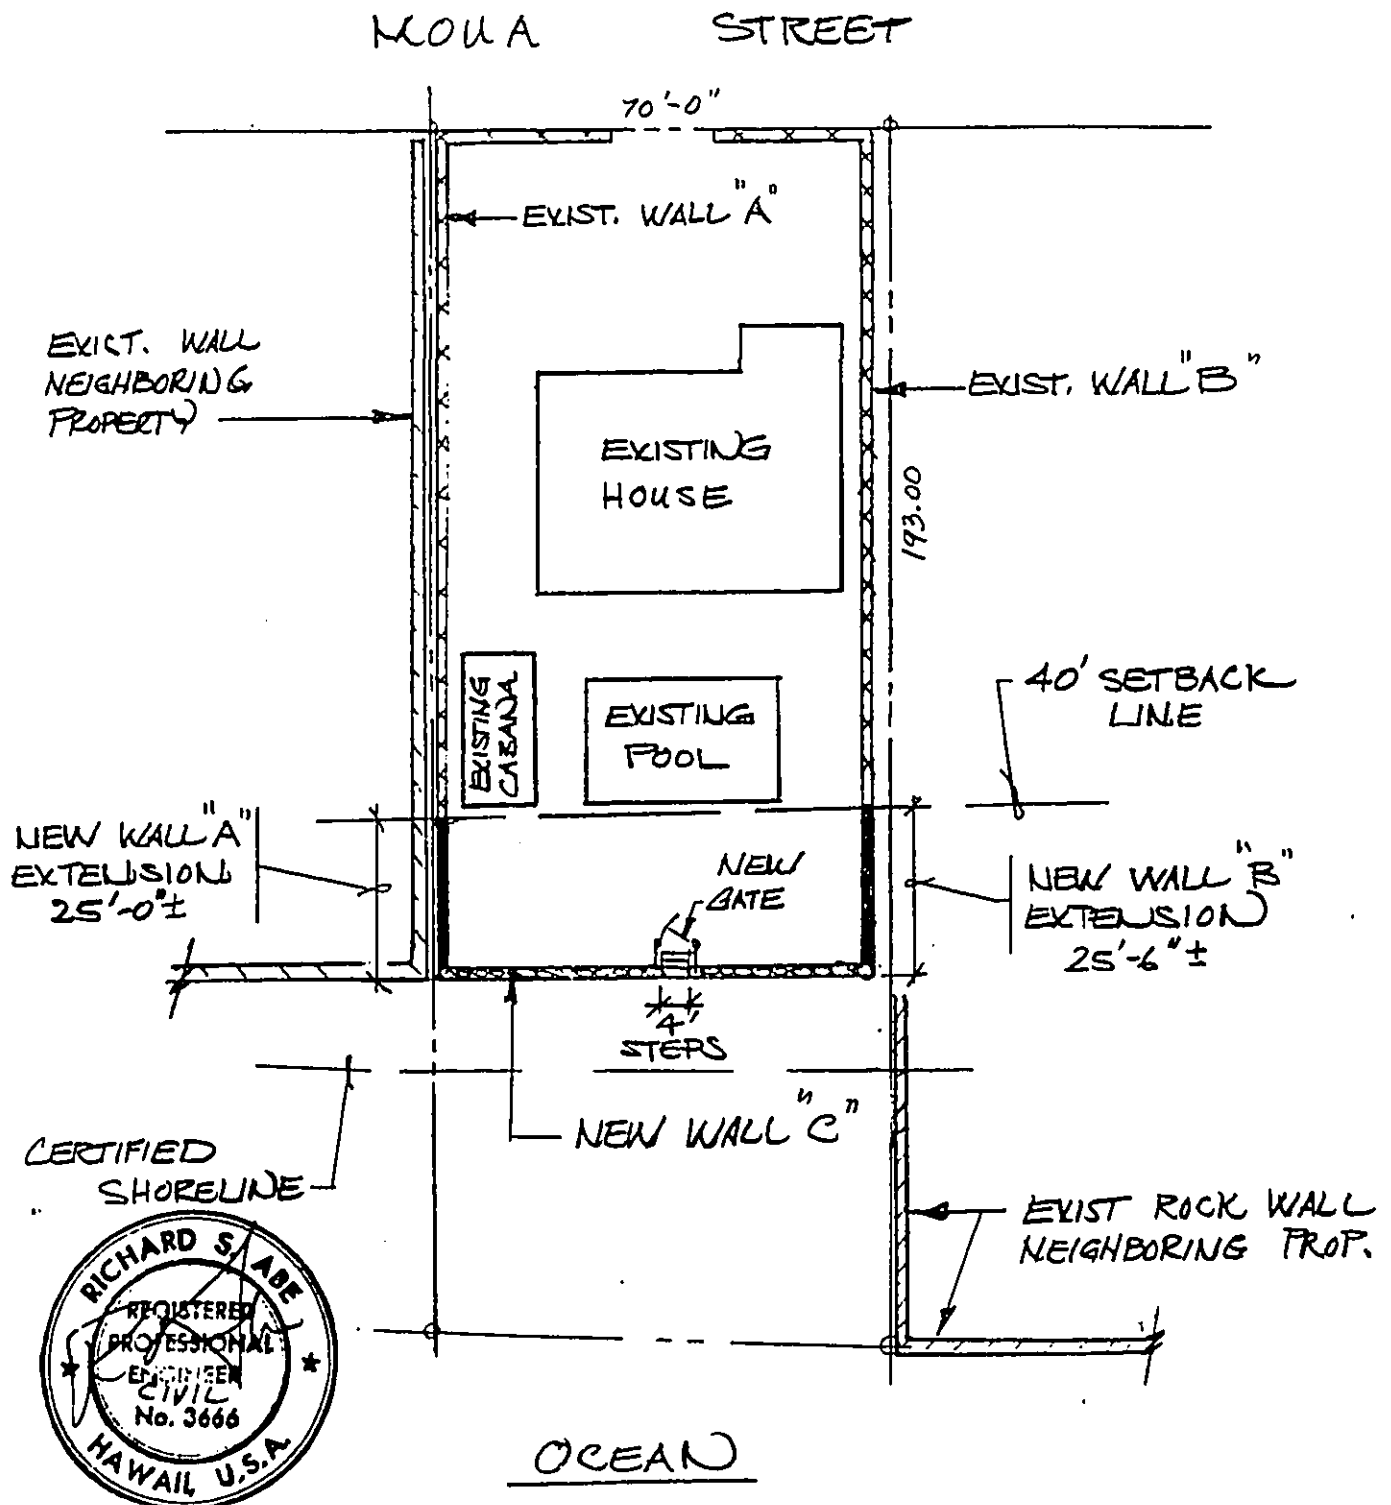 MOUA STREET
70'-0"
EXIST. WALL "A"
EXIST. WALL
NEIGHBORING
PROPERTY
EXIST. WALL "B"
EXISTING
HOUSE
193.00
EXISTING
CABANA
EXISTING
POOL
40' SETBACK
LINE
NEW WALL "A"
EXTENSION
25'-0"±
NEW
GATE
NEW WALL "B"
EXTENSION
25'-6"±
4'
STEPS
NEW WALL "C"
CERTIFIED
SHORELINE
EXIST ROCK WALL
NEIGHBORING PROP.
RICHARD S. ABE
REGISTERED
PROFESSIONAL
ENGINEER
CIVIL
No. 3666
HAWAII, U.S.A.
OCEAN